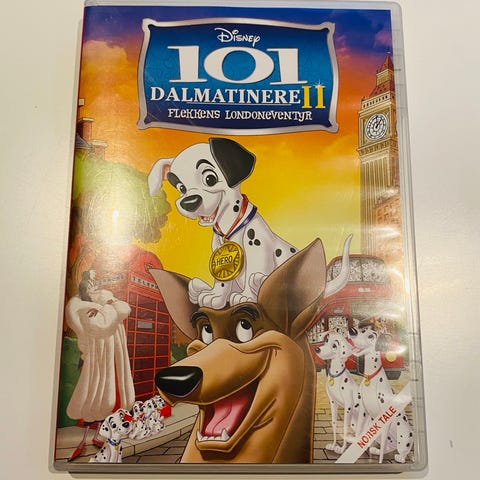 Disney
101
DALMATINERE II
FLEKKENS LONDONEVENTYR
HERO
NORSK TALE